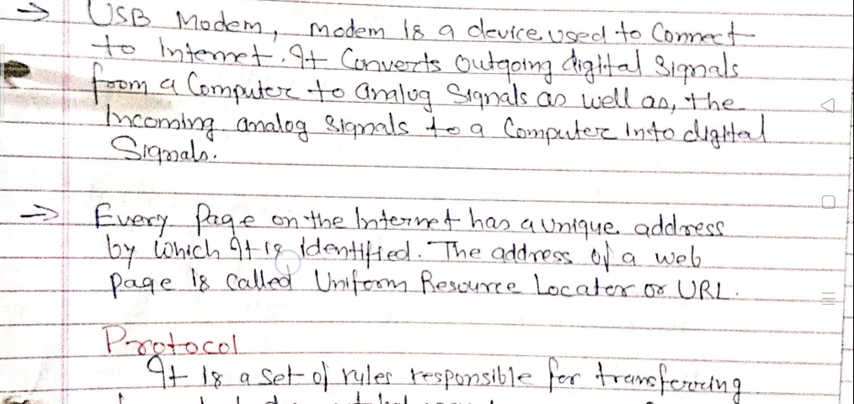 → USB Modem, modem is a device used to Connect
to Internet. It Converts Outgoing digital Signals
from a Computer to analog Signals as well as, the
Incoming analog signals to a Computer into digital
Signals.
→ Every Page on the Internet has a unique address
by which It is identified. The address of a web
page is called Uniform Resource Locator or URL.
Protocol
It is a set of rules responsible for transferring